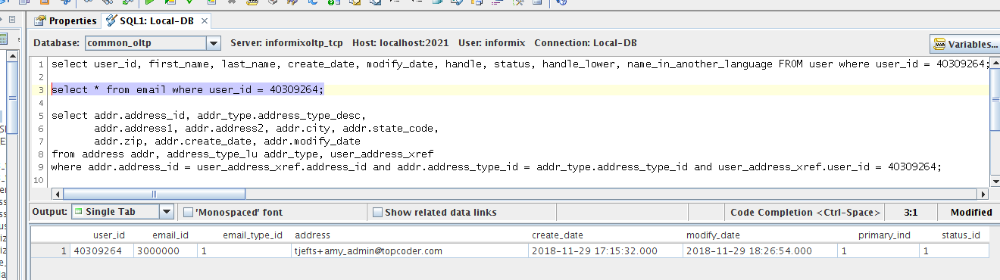 Properties SQL1: Local-DB
Database: common_oltp Server: informixoltp_tcp Host: localhost:2021 User: informix Connection: Local-DB Variables...
1 select user_id, first_name, last_name, create_date, modify_date, handle, status, handle_lower, name_in_another_language FROM user where user_id = 40309264;
2
3 select * from email where user_id = 40309264;
4
5 select addr.address_id, addr_type.address_type_desc,
6 addr.address1, addr.address2, addr.city, addr.state_code,
7 addr.zip, addr.create_date, addr.modify_date
8 from address addr, address_type_lu addr_type, user_address_xref
9 where addr.address_id = user_address_xref.address_id and addr.address_type_id = addr_type.address_type_id and user_address_xref.user_id = 40309264;
10
Output: Single Tab 'Monospaced' font Show related data links Code Completion <Ctrl-Space> 3:1 Modified
user_id email_id email_type_id address create_date modify_date primary_ind status_id
1 40309264 3000000 1 tjefts+amy_admin@topcoder.com 2018-11-29 17:15:32.000 2018-11-29 18:26:54.000 1 1